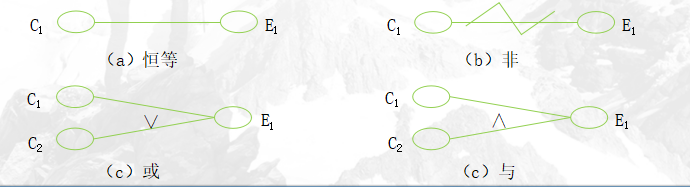 C₁ E₁
C₁ E₁
(a)恒等
(b)非
C₁
∨
E₁
C₂
(c)或
C₁
∧
E₁
C₂
(c)与